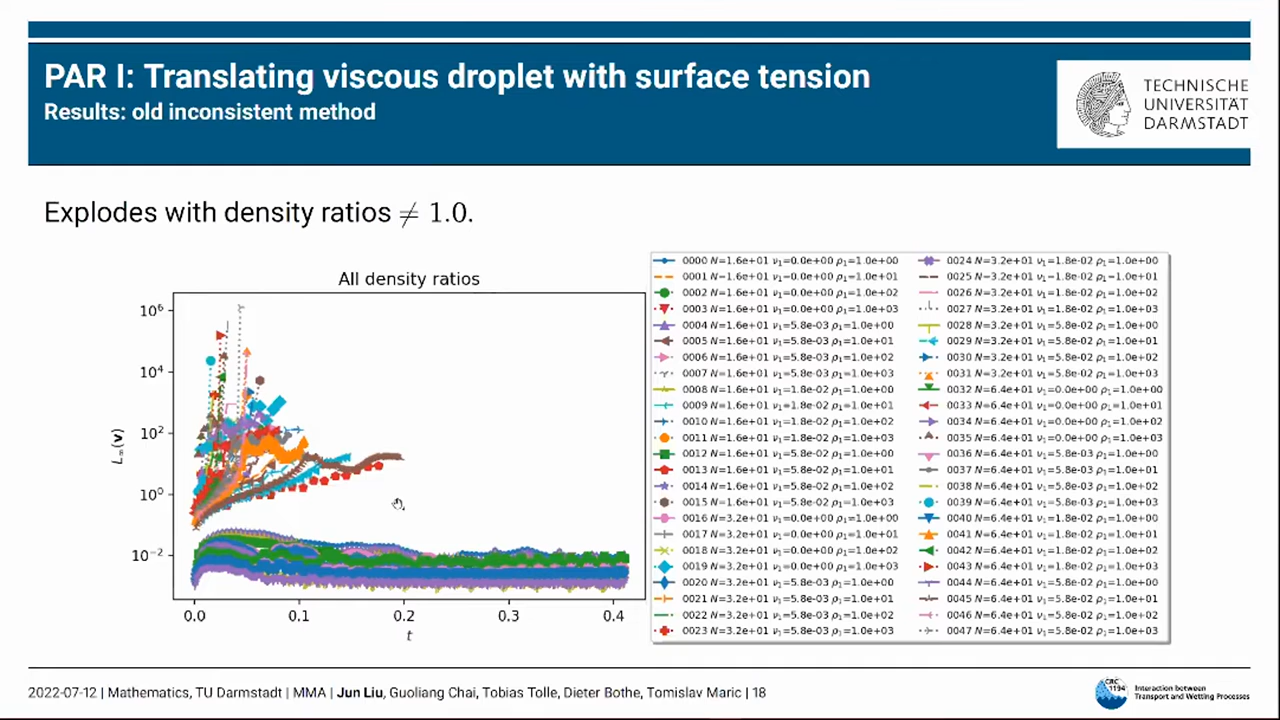 PAR I: Translating viscous droplet with surface tension
Results: old inconsistent method
TECHNISCHE
UNIVERSITÄT
DARMSTADT
Explodes with density ratios ≠ 1.0.
All density ratios
10⁶
10⁴
10²
10⁰
10⁻²
L∞(v)
0.0 0.1 0.2 0.3 0.4
t
0000 N=1.6e+01 ν₁=0.0e+00 ρ₁=1.0e+00
0001 N=1.6e+01 ν₁=0.0e+00 ρ₁=1.0e+01
0002 N=1.6e+01 ν₁=0.0e+00 ρ₁=1.0e+02
0003 N=1.6e+01 ν₁=0.0e+00 ρ₁=1.0e+03
0004 N=1.6e+01 ν₁=5.8e-03 ρ₁=1.0e+00
0005 N=1.6e+01 ν₁=5.8e-03 ρ₁=1.0e+01
0006 N=1.6e+01 ν₁=5.8e-03 ρ₁=1.0e+02
0007 N=1.6e+01 ν₁=5.8e-03 ρ₁=1.0e+03
0008 N=1.6e+01 ν₁=1.8e-02 ρ₁=1.0e+00
0009 N=1.6e+01 ν₁=1.8e-02 ρ₁=1.0e+01
0010 N=1.6e+01 ν₁=1.8e-02 ρ₁=1.0e+02
0011 N=1.6e+01 ν₁=1.8e-02 ρ₁=1.0e+03
0012 N=1.6e+01 ν₁=5.8e-02 ρ₁=1.0e+00
0013 N=1.6e+01 ν₁=5.8e-02 ρ₁=1.0e+01
0014 N=1.6e+01 ν₁=5.8e-02 ρ₁=1.0e+02
0015 N=1.6e+01 ν₁=5.8e-02 ρ₁=1.0e+03
0016 N=3.2e+01 ν₁=0.0e+00 ρ₁=1.0e+00
0017 N=3.2e+01 ν₁=0.0e+00 ρ₁=1.0e+01
0018 N=3.2e+01 ν₁=0.0e+00 ρ₁=1.0e+02
0019 N=3.2e+01 ν₁=0.0e+00 ρ₁=1.0e+03
0020 N=3.2e+01 ν₁=5.8e-03 ρ₁=1.0e+00
0021 N=3.2e+01 ν₁=5.8e-03 ρ₁=1.0e+01
0022 N=3.2e+01 ν₁=5.8e-03 ρ₁=1.0e+02
0023 N=3.2e+01 ν₁=5.8e-03 ρ₁=1.0e+03
0024 N=3.2e+01 ν₁=1.8e-02 ρ₁=1.0e+00
0025 N=3.2e+01 ν₁=1.8e-02 ρ₁=1.0e+01
0026 N=3.2e+01 ν₁=1.8e-02 ρ₁=1.0e+02
0027 N=3.2e+01 ν₁=1.8e-02 ρ₁=1.0e+03
0028 N=3.2e+01 ν₁=5.8e-02 ρ₁=1.0e+00
0029 N=3.2e+01 ν₁=5.8e-02 ρ₁=1.0e+01
0030 N=3.2e+01 ν₁=5.8e-02 ρ₁=1.0e+02
0031 N=3.2e+01 ν₁=5.8e-02 ρ₁=1.0e+03
0032 N=6.4e+01 ν₁=0.0e+00 ρ₁=1.0e+00
0033 N=6.4e+01 ν₁=0.0e+00 ρ₁=1.0e+01
0034 N=6.4e+01 ν₁=0.0e+00 ρ₁=1.0e+02
0035 N=6.4e+01 ν₁=0.0e+00 ρ₁=1.0e+03
0036 N=6.4e+01 ν₁=5.8e-03 ρ₁=1.0e+00
0037 N=6.4e+01 ν₁=5.8e-03 ρ₁=1.0e+01
0038 N=6.4e+01 ν₁=5.8e-03 ρ₁=1.0e+02
0039 N=6.4e+01 ν₁=5.8e-03 ρ₁=1.0e+03
0040 N=6.4e+01 ν₁=1.8e-02 ρ₁=1.0e+00
0041 N=6.4e+01 ν₁=1.8e-02 ρ₁=1.0e+01
0042 N=6.4e+01 ν₁=1.8e-02 ρ₁=1.0e+02
0043 N=6.4e+01 ν₁=1.8e-02 ρ₁=1.0e+03
0044 N=6.4e+01 ν₁=5.8e-02 ρ₁=1.0e+00
0045 N=6.4e+01 ν₁=5.8e-02 ρ₁=1.0e+01
0046 N=6.4e+01 ν₁=5.8e-02 ρ₁=1.0e+02
0047 N=6.4e+01 ν₁=5.8e-02 ρ₁=1.0e+03
2022-07-12 | Mathematics, TU Darmstadt | MMA | Jun Liu, Guoliang Chai, Tobias Tolle, Dieter Bothe, Tomislav Maric | 18
CRC
1194
Interaction between
Transport and Wetting Processes